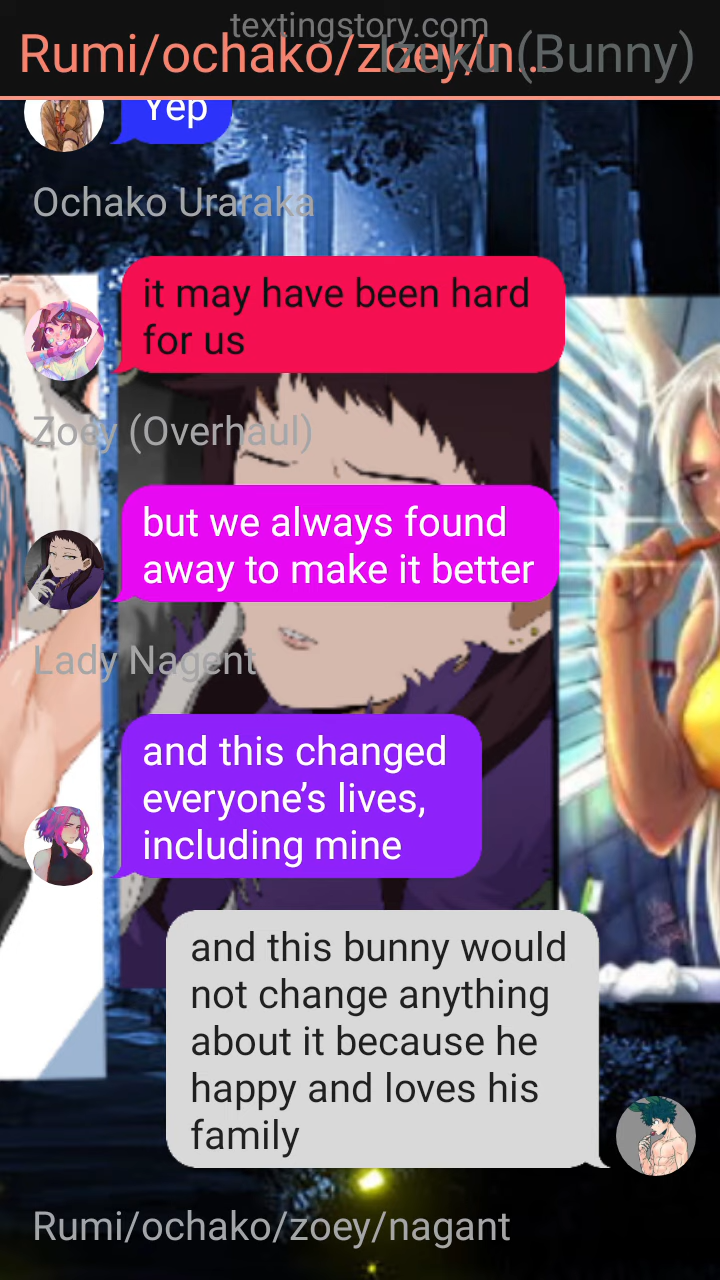 textingstory.com
Rumi/ochako/zoey/n... Izuku (Bunny)
Yep
Ochako Uraraka
it may have been hard
for us
Zoey (Overhaul)
but we always found
away to make it better
Lady Nagent
and this changed
everyone’s lives,
including mine
and this bunny would
not change anything
about it because he
happy and loves his
family
Rumi/ochako/zoey/nagant